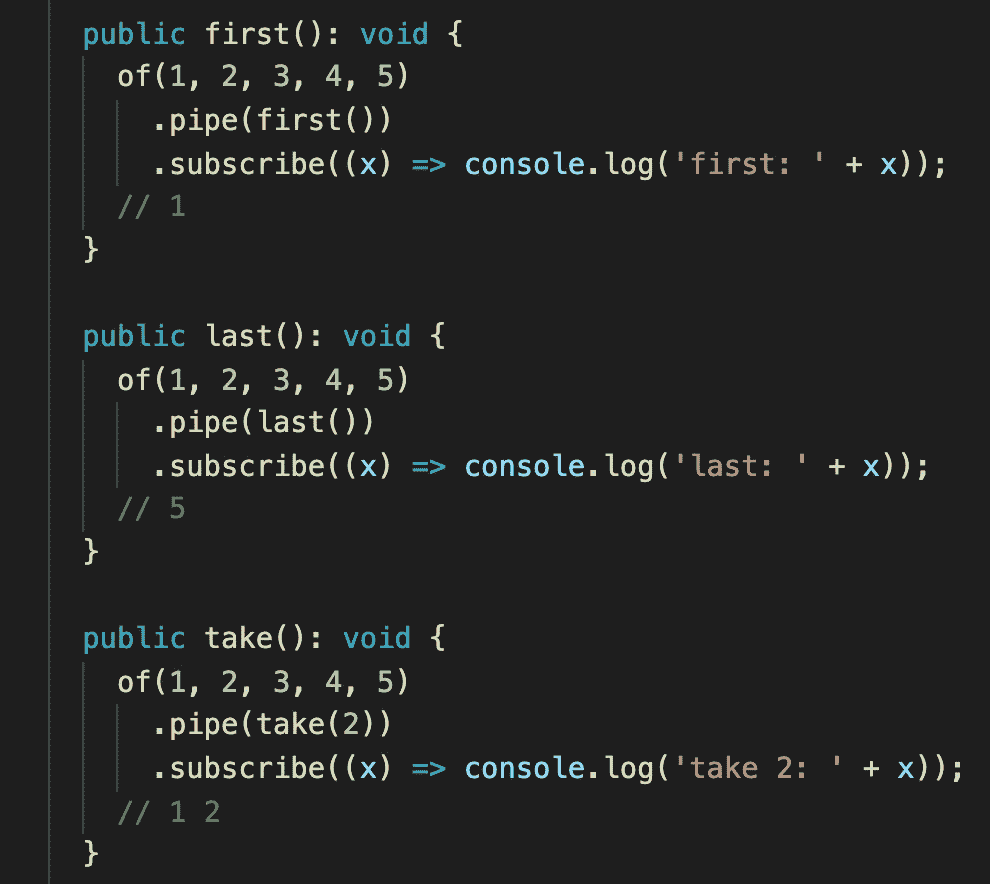 public first(): void {
of(1, 2, 3, 4, 5)
.pipe(first())
.subscribe((x) => console.log('first: ' + x));
// 1
}
public last(): void {
of(1, 2, 3, 4, 5)
.pipe(last())
.subscribe((x) => console.log('last: ' + x));
// 5
}
public take(): void {
of(1, 2, 3, 4, 5)
.pipe(take(2))
.subscribe((x) => console.log('take 2: ' + x));
// 1 2
}